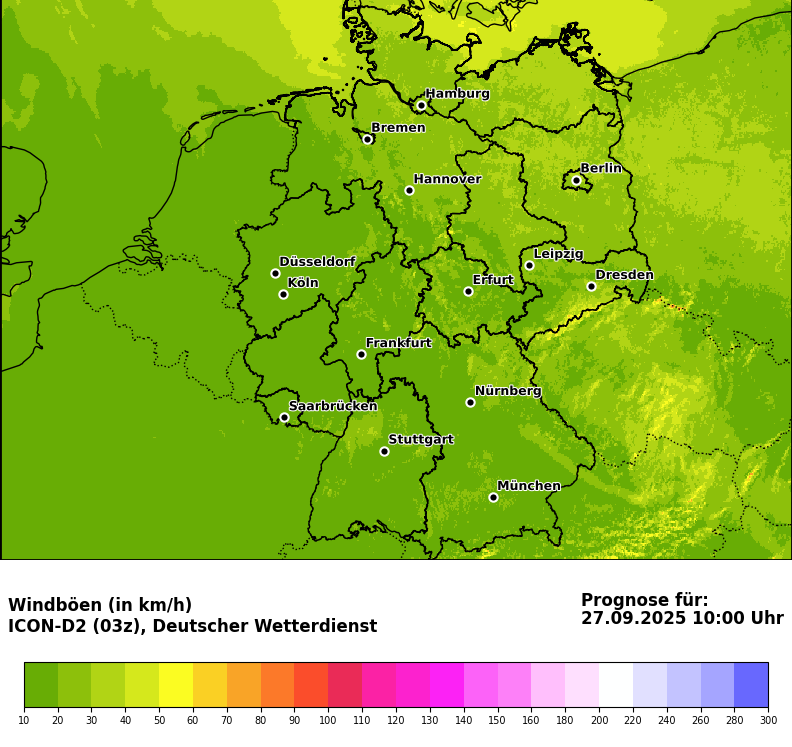 Hamburg
Bremen
Berlin
Hannover
Düsseldorf
Leipzig
Köln
Erfurt
Dresden
Frankfurt
Nürnberg
Saarbrücken
Stuttgart
München
Windböen (in km/h)
ICON-D2 (03z), Deutscher Wetterdienst
Prognose für:
27.09.2025 10:00 Uhr
10 20 30 40 50 60 70 80 90 100 110 120 130 140 150 160 180 200 220 240 260 280 300